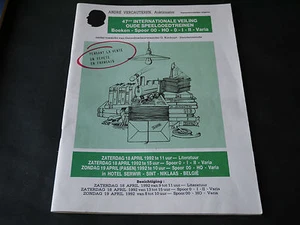 ANDRE VERCAUTEREN
47ste INTERNATIONALE VEILING
OUDE SPEELGOEDTREINEN
Boeken - Spoor 00 - HO - 0 - I - II - Varia
ZATERDAG 18 APRIL 1992 te 11 uur — Literatuur
ZATERDAG 18 APRIL 1992 te 15 uur — Spoor 0 - I - II - Varia
ZONDAG 19 APRIL (PASEN) 1992 te 10 uur — Spoor 00 - HO - Varia
in HOTEL SERWIR - SINT-NIKLAAS - BELGIE
Bezichtiging :
ZATERDAG 18 APRIL 1992 van 9 tot 11 uur — Literatuur
ZATERDAG 18 APRIL 1992 van 13 tot 15 uur — Spoor 0 - I - II - Varia
ZONDAG 19 APRIL 1992 van 8 tot 10 uur — Spoor 00 - HO - Varia